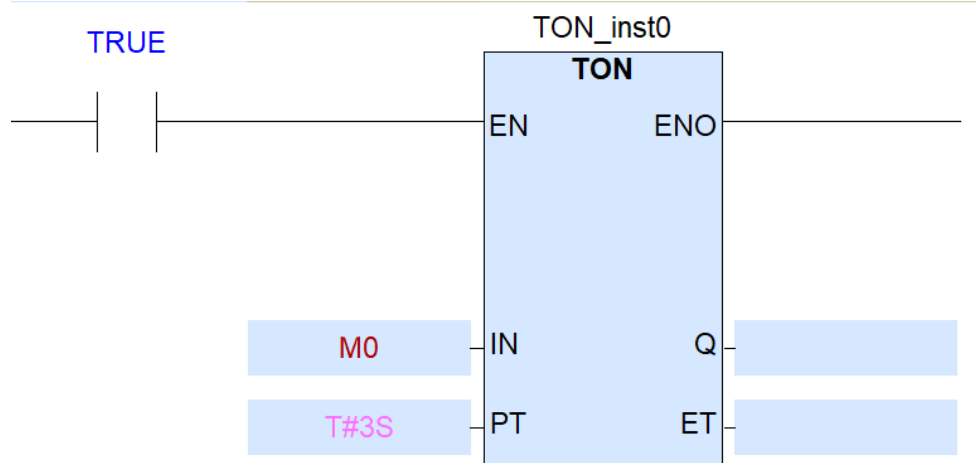 TRUE
TON_inst0
TON
EN ENO
M0 IN Q
T#3S PT ET